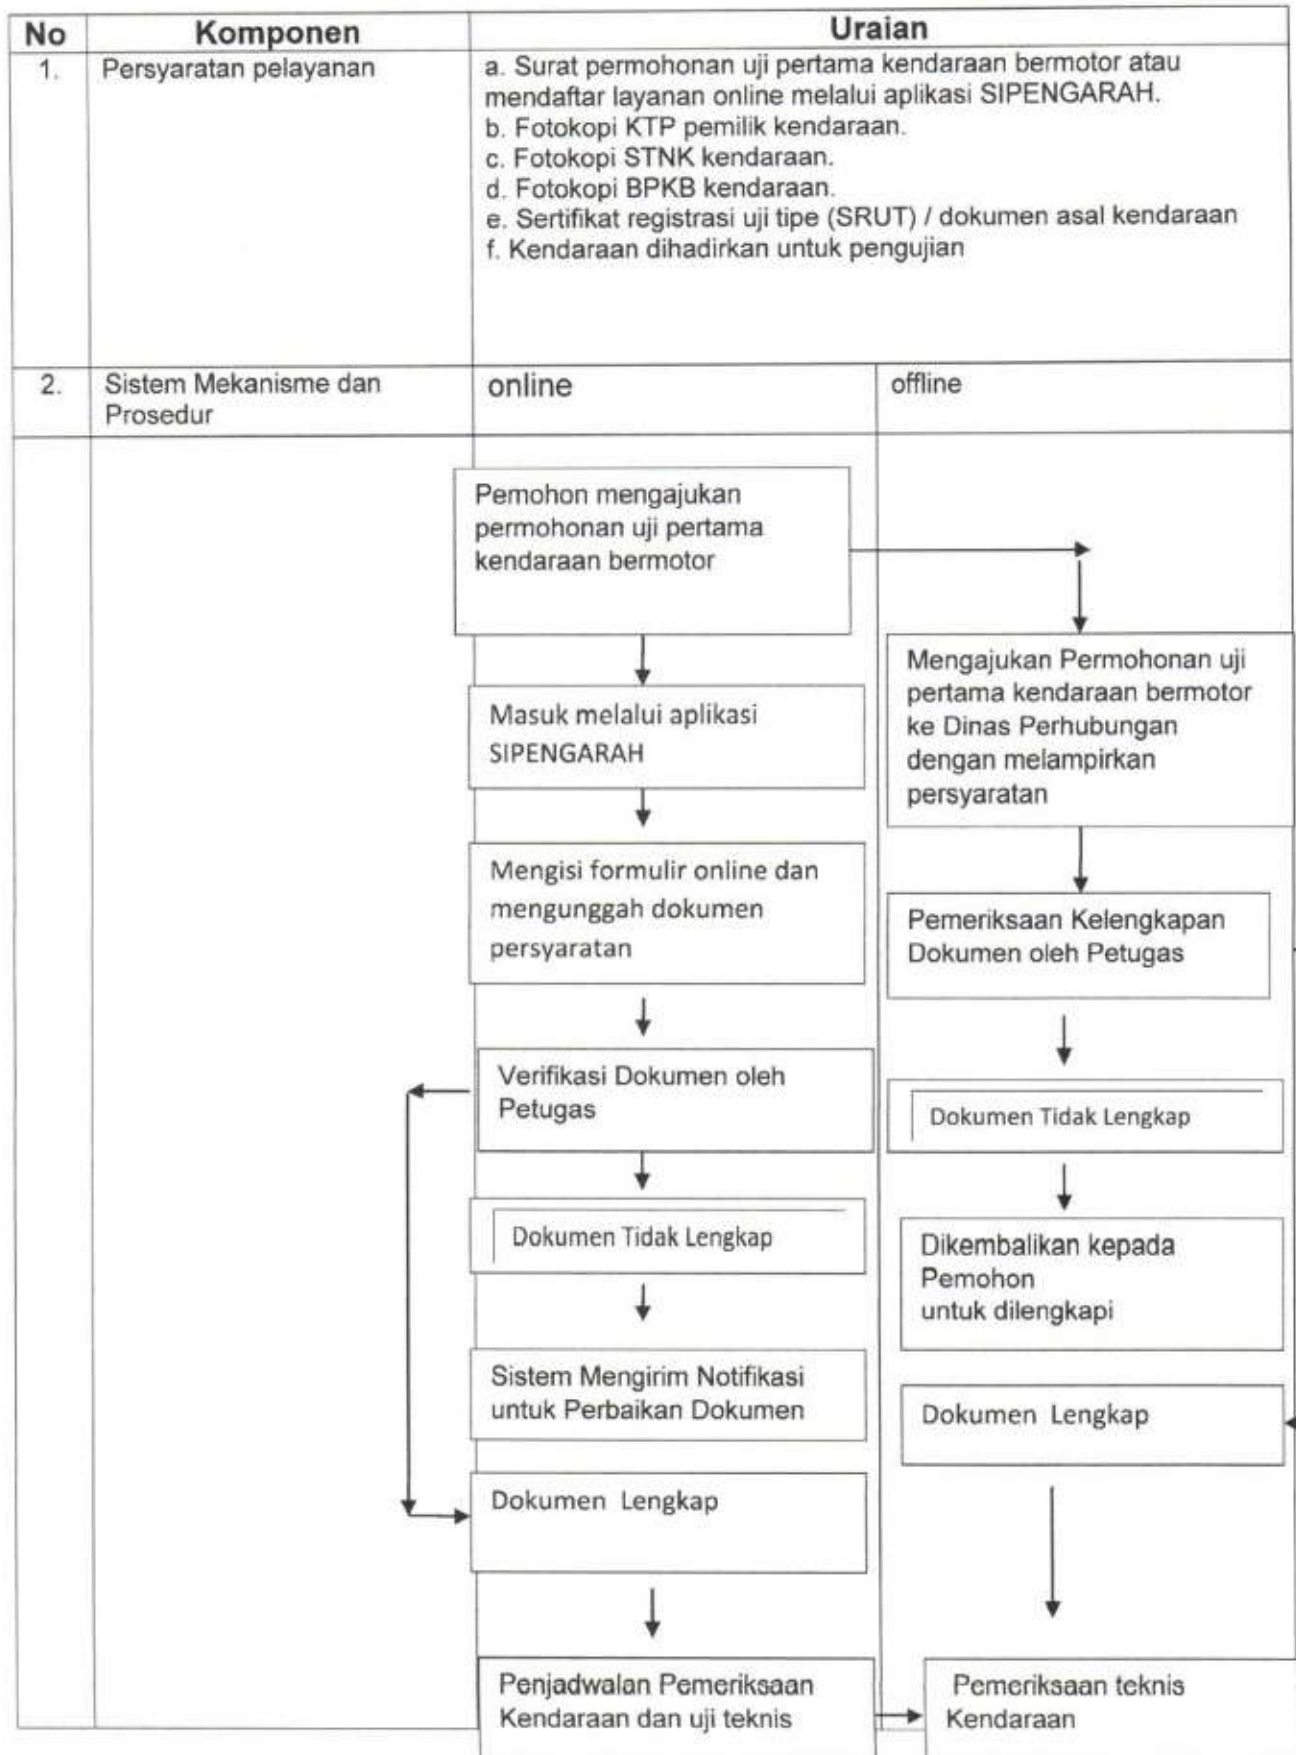 No Komponen Uraian
1. Persyaratan pelayanan
a. Surat permohonan uji pertama kendaraan bermotor atau
mendaftar layanan online melalui aplikasi SIPENGARAH.
b. Fotokopi KTP pemilik kendaraan.
c. Fotokopi STNK kendaraan.
d. Fotokopi BPKB kendaraan.
e. Sertifikat registrasi uji tipe (SRUT) / dokumen asal kendaraan
f. Kendaraan dihadirkan untuk pengujian
2. Sistem Mekanisme dan
Prosedur
online
offline
Pemohon mengajukan
permohonan uji pertama
kendaraan bermotor
Masuk melalui aplikasi
SIPENGARAH
Mengisi formulir online dan
mengunggah dokumen
persyaratan
Verifikasi Dokumen oleh
Petugas
Dokumen Tidak Lengkap
Sistem Mengirim Notifikasi
untuk Perbaikan Dokumen
Dokumen Lengkap
Penjadwalan Pemeriksaan
Kendaraan dan uji teknis
Mengajukan Permohonan uji
pertama kendaraan bermotor
ke Dinas Perhubungan
dengan melampirkan
persyaratan
Pemeriksaan Kelengkapan
Dokumen oleh Petugas
Dokumen Tidak Lengkap
Dikembalikan kepada
Pemohon
untuk dilengkapi
Dokumen Lengkap
Pemeriksaan teknis
Kendaraan